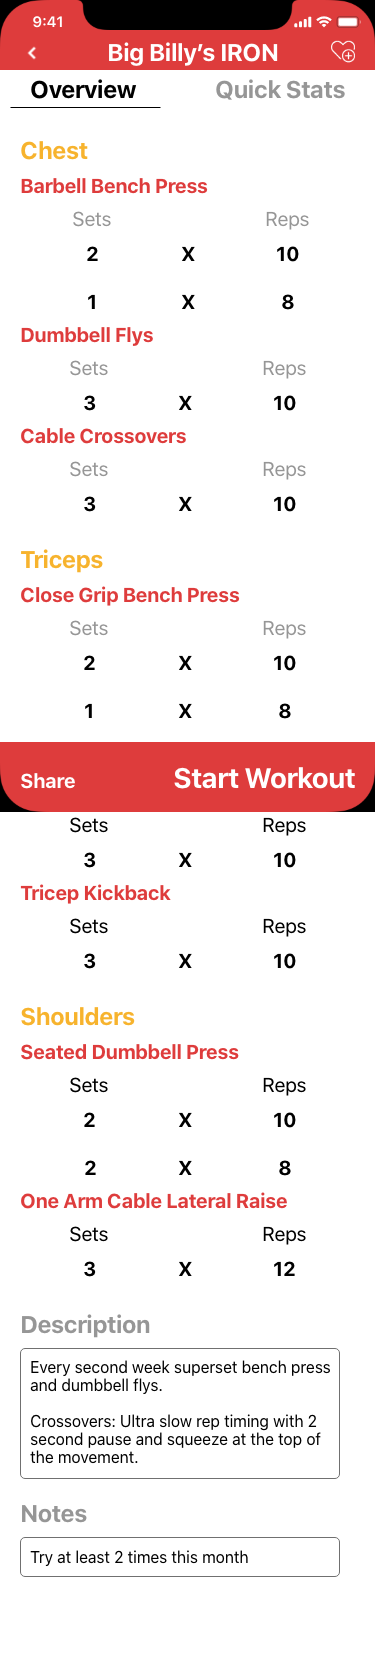 9:41
Big Billy’s IRON
Overview Quick Stats
Chest
Barbell Bench Press
Sets Reps
2 X 10
1 X 8
Dumbbell Flys
Sets Reps
3 X 10
Cable Crossovers
Sets Reps
3 X 10
Triceps
Close Grip Bench Press
Sets Reps
2 X 10
1 X 8
Share Start Workout
Sets Reps
3 X 10
Tricep Kickback
Sets Reps
3 X 10
Shoulders
Seated Dumbbell Press
Sets Reps
2 X 10
2 X 8
One Arm Cable Lateral Raise
Sets Reps
3 X 12
Description
Every second week superset bench press
and dumbbell flys.
Crossovers: Ultra slow rep timing with 2
second pause and squeeze at the top of
the movement.
Notes
Try at least 2 times this month